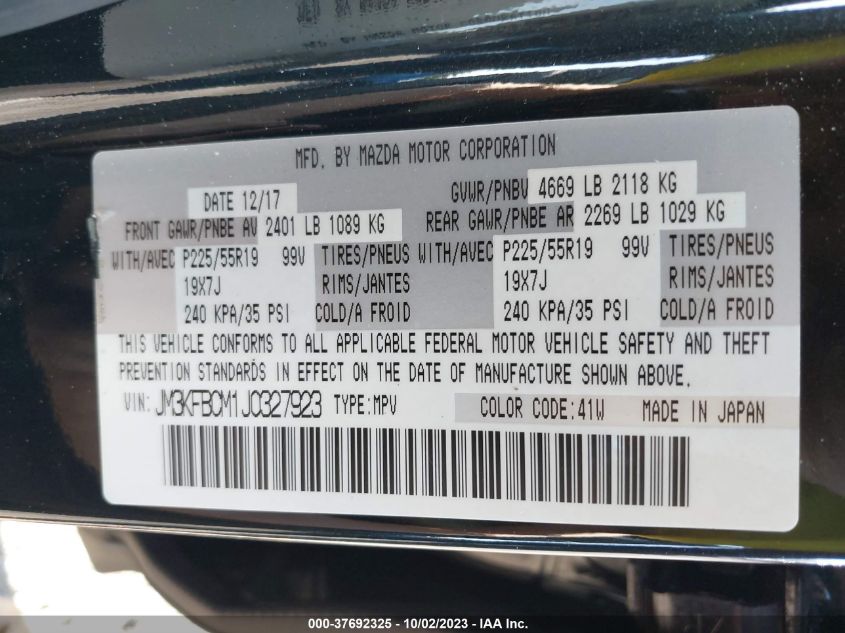 MFD. BY MAZDA MOTOR CORPORATION
DATE 12/17 GVWR/PNBV 4669 LB 2118 KG
FRONT GAWR/PNBE AV 2401 LB 1089 KG REAR GAWR/PNBE AR 2269 LB 1029 KG
WITH/AVEC P225/55R19 99V TIRES/PNEUS WITH/AVEC P225/55R19 99V TIRES/PNEUS
19X7J RIMS/JANTES 19X7J RIMS/JANTES
240 KPA/35 PSI COLD/A FROID 240 KPA/35 PSI COLD/A FROID
THIS VEHICLE CONFORMS TO ALL APPLICABLE FEDERAL MOTOR VEHICLE SAFETY AND THEFT
PREVENTION STANDARDS IN EFFECT ON THE DATE OF MANUFACTURE SHOWN ABOVE.
VIN: JM3KFBCM1J0327923 TYPE:MPV COLOR CODE:41W MADE IN JAPAN
000-37692325 - 10/02/2023 - IAA Inc.